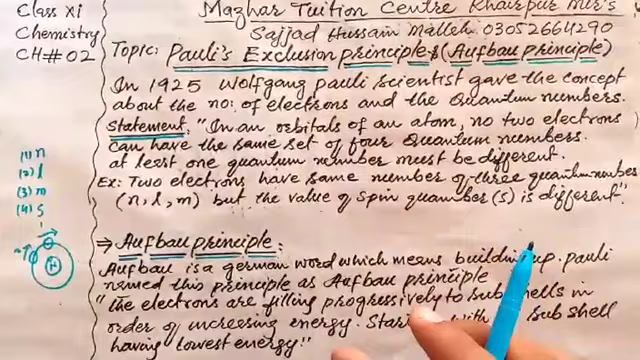 Class xi
Chemistry
CH# 02
Mazhar Tuition Centre Khairpur Mir's
Sajjad Hussain Mallah 03052664290
Topic: Pauli's Exclusion principle & (Aufbau principle)
In 1925 Wolfgang pauli scientist gave the concept
about the no: of electrons and the Quantum numbers.
Statement: "In an orbitals of an atom, no two electrons
can have the same set of four Quantum numbers.
at least one quantum number must be different.
Ex: Two electrons have same number of three quantum numbers
(n, l, m) but the value of spin quamber (s) is different".
(1) n
(2) l
(3) m
(4) s
N
⇒ Aufbau principle:
Aufbau is a german word which means building up. pauli
named this principle as Aufbau principle
"the electrons are filling progressively to sub shells in
order of increasing energy. Star with sub shell
having lowest energy"